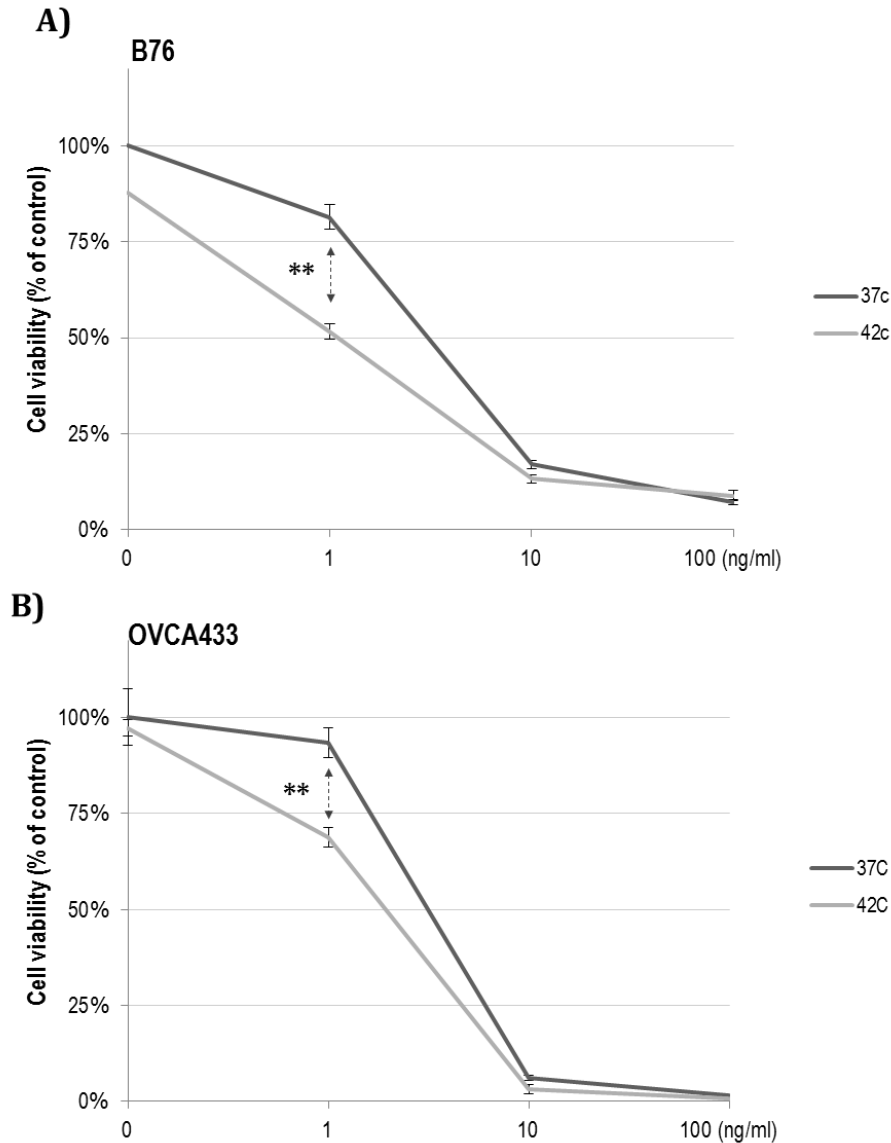 A)
B76
Cell viability (% of control)
100%
75%
50%
25%
0%
**
0 1 10 100 (ng/ml)
37c
42c
B)
OVCA433
Cell viability (% of control)
100%
75%
50%
25%
0%
**
0 1 10 100 (ng/ml)
37C
42C